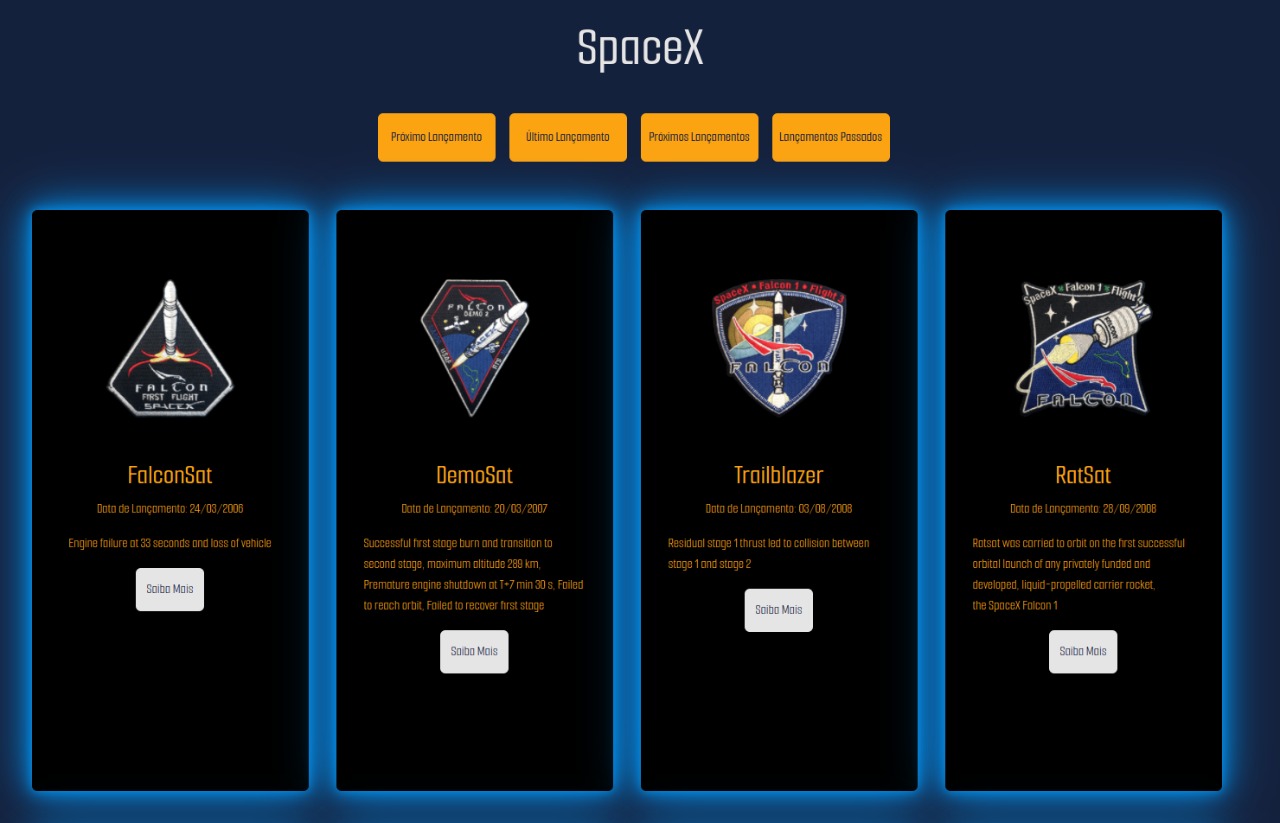 SpaceX
Próximo Lançamento
Último Lançamento
Próximos Lançamentos
Lançamentos Passados
FALCON
FIRST FLIGHT
SPACEX
FalconSat
Data de Lançamento: 24/03/2006
Engine failure at 33 seconds and loss of vehicle
Saiba Mais
FALCON
DEMO 2
DemoSat
Data de Lançamento: 20/03/2007
Successful first stage burn and transition to
second stage, maximum altitude 289 km,
Premature engine shutdown at T+7 min 30 s, Failed
to reach orbit, Failed to recover first stage
Saiba Mais
SpaceX • Falcon 1 • Flight 3
FALCON
Trailblazer
Data de Lançamento: 03/08/2008
Residual stage 1 thrust led to collision between
stage 1 and stage 2
Saiba Mais
SpaceX Falcon 1 Flight 4
FALCON
RatSat
Data de Lançamento: 28/09/2008
Ratsat was carried to orbit on the first successful
orbital launch of any privately funded and
developed, liquid-propelled carrier rocket,
the SpaceX Falcon 1
Saiba Mais